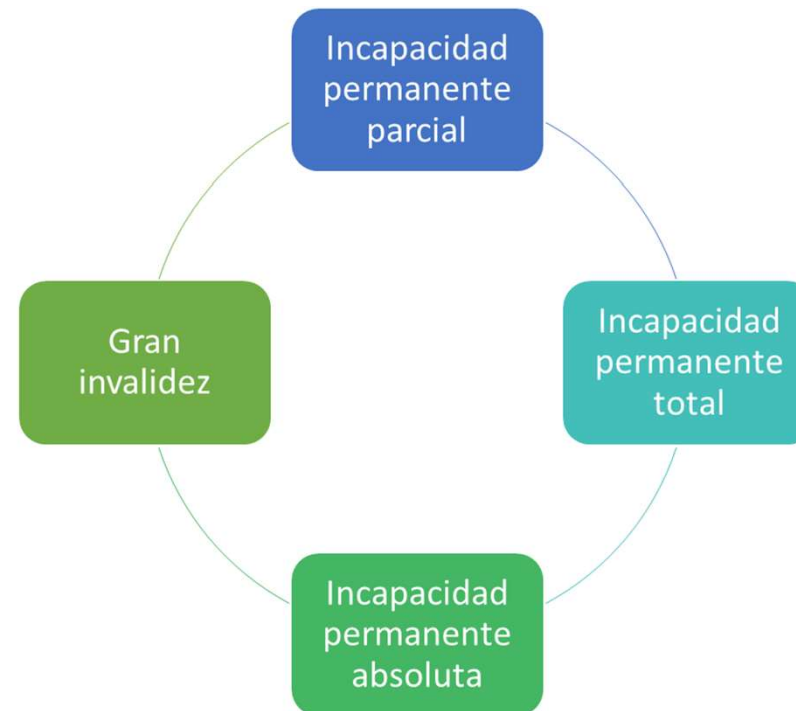 Incapacidad
permanente
parcial
Incapacidad
permanente
total
Incapacidad
permanente
absoluta
Gran
invalidez